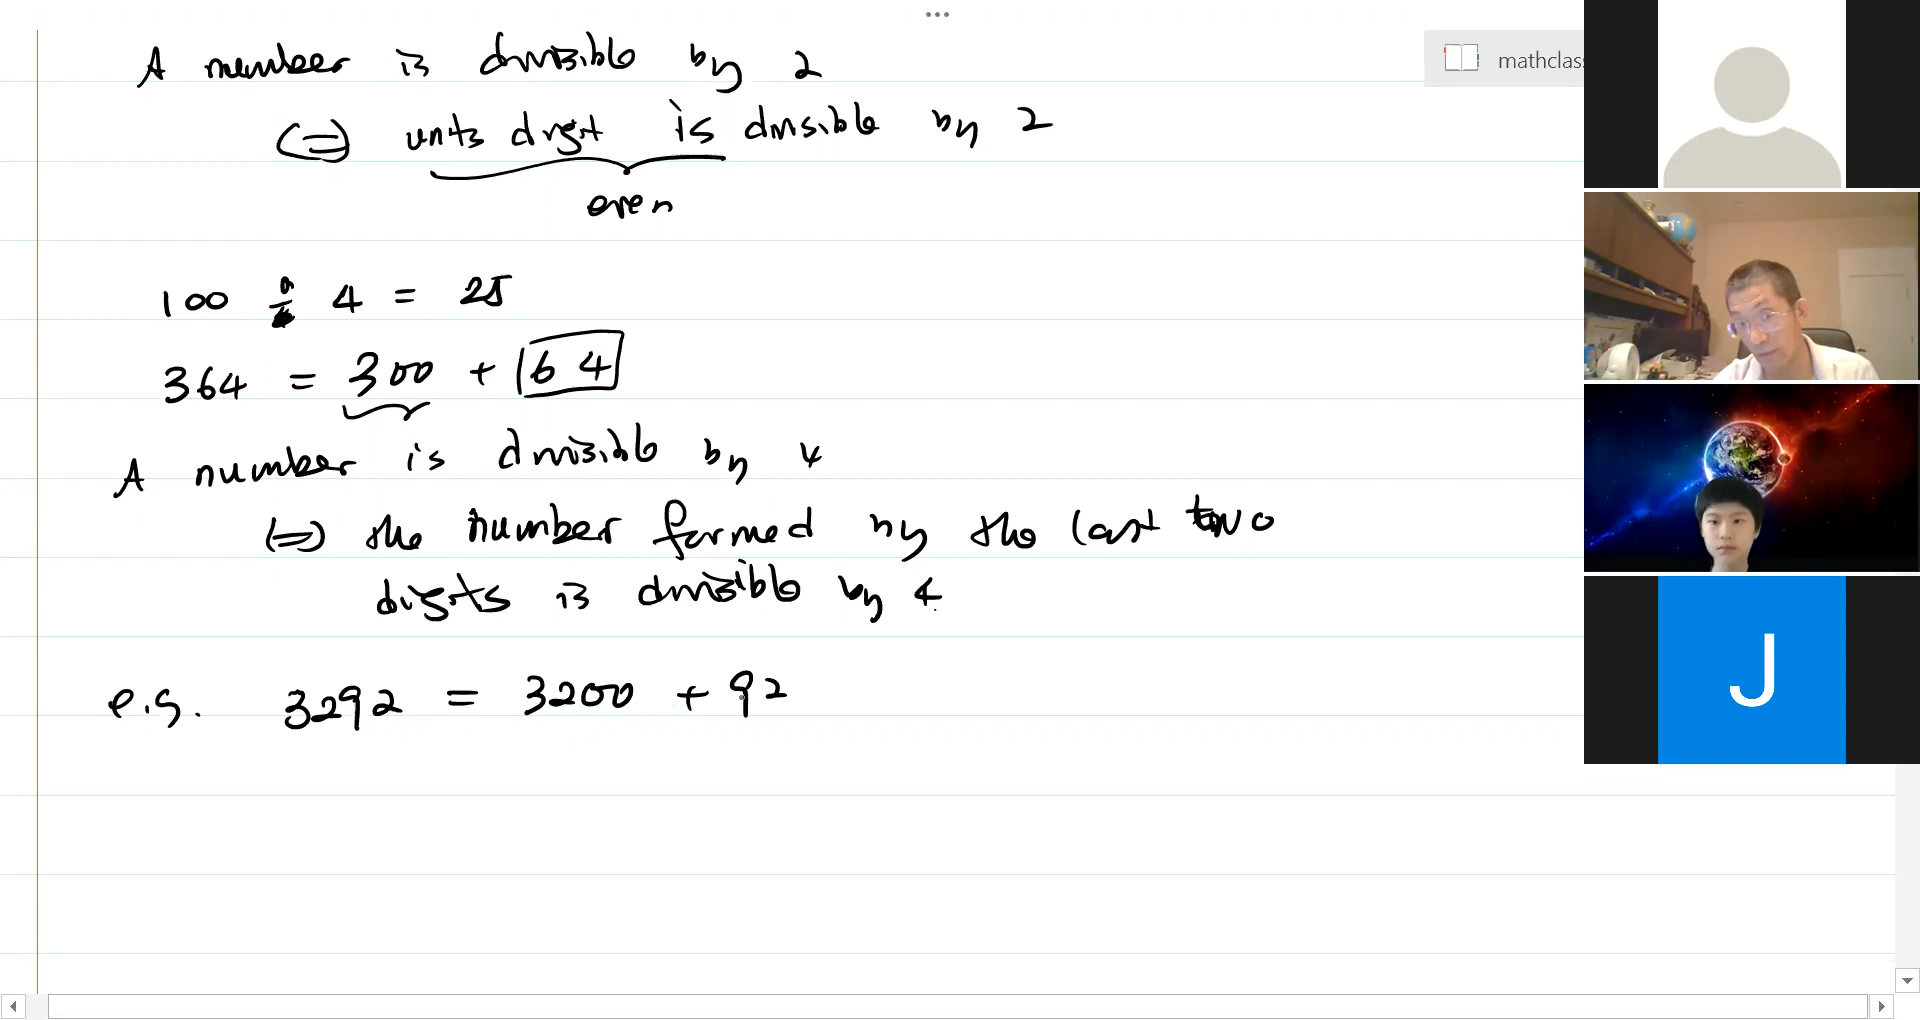 A number is divisible by 2
mathclass
(=) units digit is divisible by 2
even
100 ÷ 4 = 25
364 = 300 + 64
A number is divisible by 4
(=) the number formed by the last two
digits is divisible by 4
e.g. 3292 = 3200 + 92
J